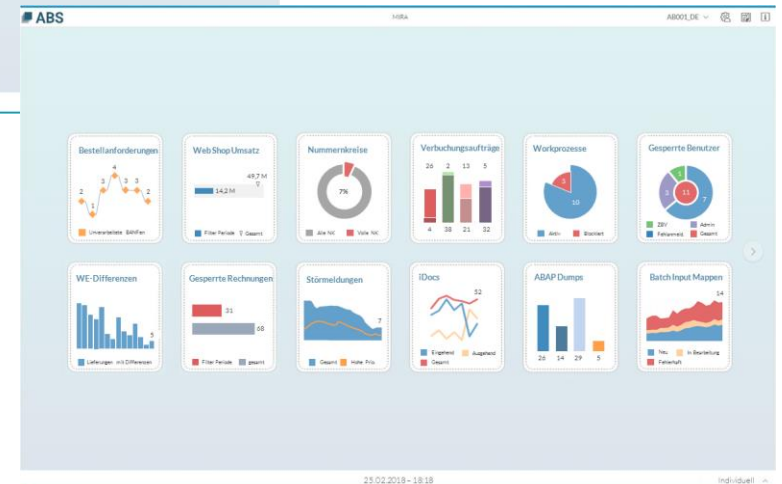 ABS
MIRA
AB001_DE
Bestellanforderungen
2
1
3
4
3
3
2
Unverarbeitete BANFen
Web Shop Umsatz
49,7 M
14,2 M
Filter Periode
Gesamt
Nummernkreise
7%
Alle NK
Volle NK
Verbuchungsaufträge
26 2 13 5
4 38 21 32
Workprozesse
3
10
Aktiv
Blockiert
Gesperrte Benutzer
1
1
11
7
ZBV
Admin
Fehlanmeld
Gesamt
WE-Differenzen
5
Lieferungen mit Differenzen
Gesperrte Rechnungen
31
68
Filter Periode
gesamt
Störmeldungen
7
Gesamt
Hohe Prio
iDocs
52
Eingehend
Ausgehend
Gesamt
ABAP Dumps
26 14 29 5
Batch Input Mappen
14
Neu
In Bearbeitung
Fehlerhaft
25.02.2018 – 18:18
Individuell